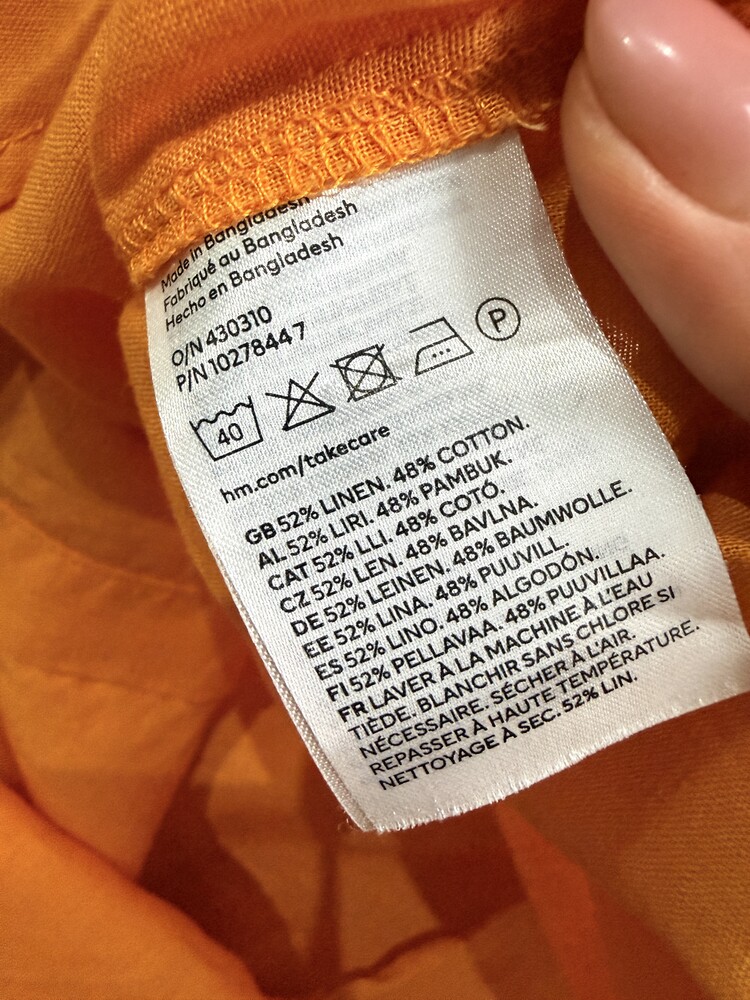 Made in Bangladesh
Fabriqué au Bangladesh
Hecho en Bangladesh
O/N 430310
P/N 1027844 7
40
P
hm.com/takecare
GB 52% LINEN. 48% COTTON.
AL 52% LIRI. 48% PAMBUK.
CAT 52% LLI. 48% COTÓ.
CZ 52% LEN. 48% BAVLNA.
DE 52% LEINEN. 48% BAUMWOLLE.
EE 52% LINA. 48% PUUVILL.
ES 52% LINO. 48% ALGODÓN.
FI 52% PELLAVAA. 48% PUUVILLAA.
FR LAVER À LA MACHINE À L'EAU
TIÈDE. BLANCHIR SANS CHLORE SI
NÉCESSAIRE. SÉCHER À L'AIR.
REPASSER À HAUTE TEMPÉRATURE.
NETTOYAGE À SEC. 52% LIN.